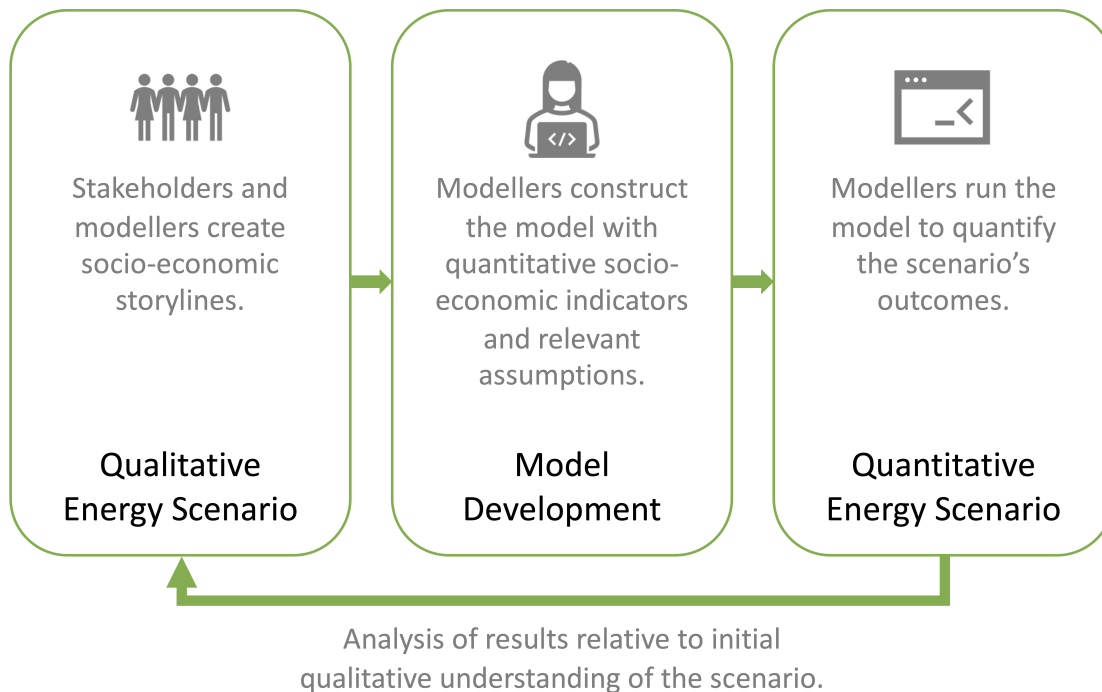 Stakeholders and
modellers create
socio-economic
storylines.
Qualitative
Energy Scenario
</>
Modellers construct
the model with
quantitative socio-
economic indicators
and relevant
assumptions.
Model
Development
Modellers run the
model to quantify
the scenario’s
outcomes.
Quantitative
Energy Scenario
Analysis of results relative to initial
qualitative understanding of the scenario.